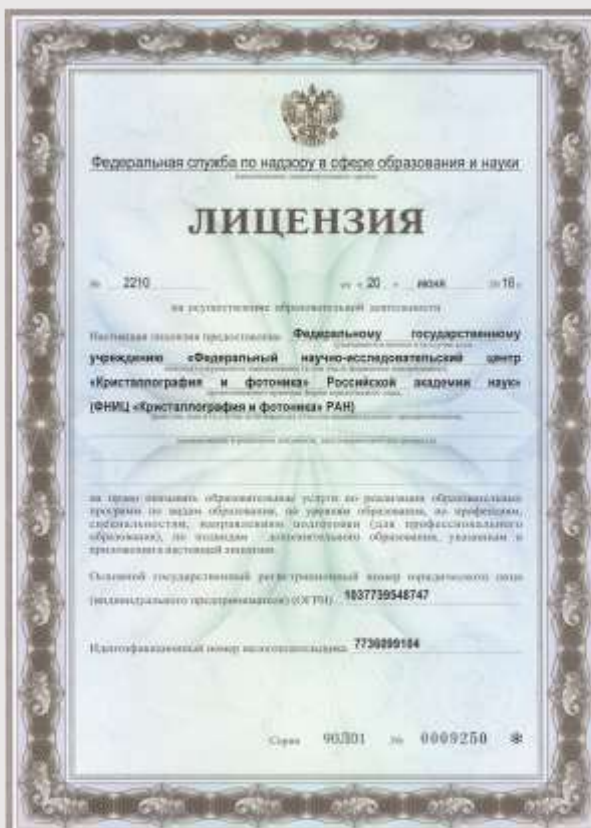 Федеральная служба по надзору в сфере образования и науки
ЛИЦЕНЗИЯ
№ 2210 от « 20 » июня 20 16 г.
на осуществление образовательной деятельности
Настоящая лицензия предоставлена Федеральному государственному
учреждению «Федеральный научно-исследовательский центр
«Кристаллография и фотоника» Российской академии наук»
(ФНИЦ «Кристаллография и фотоника» РАН)
на право оказывать образовательные услуги по реализации образовательных
программ по видам образования, по уровням образования, по профессиям,
специальностям, направлениям подготовки (для профессионального
образования), по подвидам дополнительного образования, указанным в
приложении к настоящей лицензии.
Основной государственный регистрационный номер юридического лица
(индивидуального предпринимателя) (ОГРН) 1037739548747
Идентификационный номер налогоплательщика
Серия 90Л01 № 0009250 *